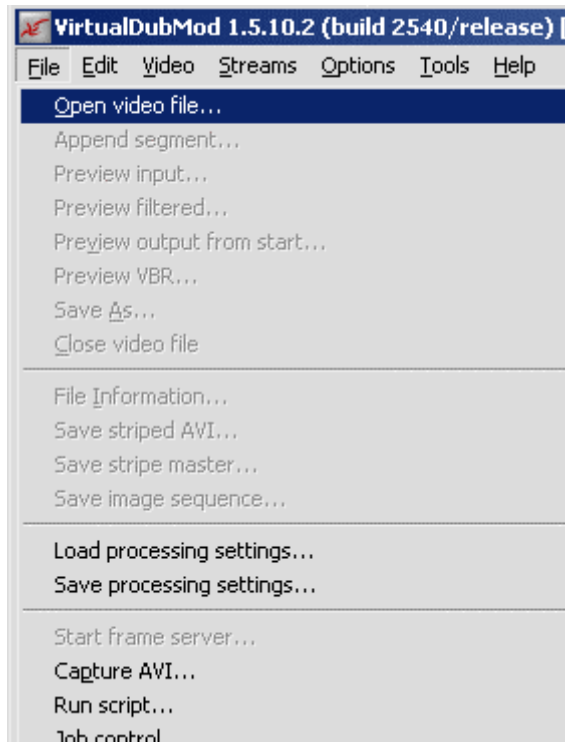 VirtualDubMod 1.5.10.2 (build 2540/release) [
File Edit Video Streams Options Tools Help
Open video file...
Append segment...
Preview input...
Preview filtered...
Preview output from start...
Preview VBR...
Save As...
Close video file
File Information...
Save striped AVI...
Save stripe master...
Save image sequence...
Load processing settings...
Save processing settings...
Start frame server...
Capture AVI...
Run script...
Job control